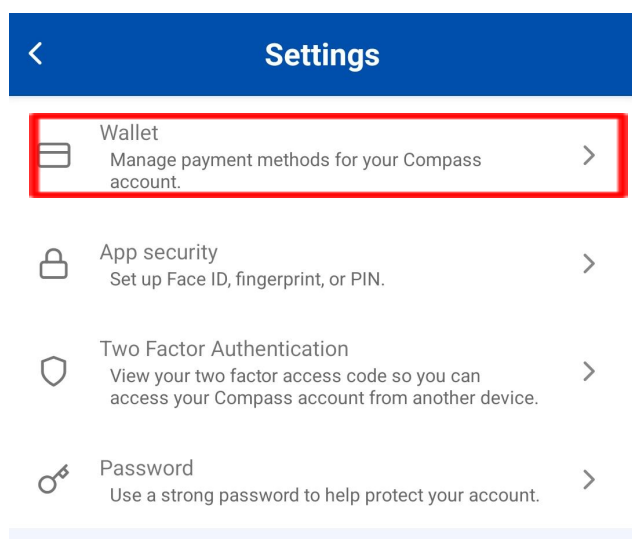 Settings
Wallet
Manage payment methods for your Compass
account.
App security
Set up Face ID, fingerprint, or PIN.
Two Factor Authentication
View your two factor access code so you can
access your Compass account from another device.
Password
Use a strong password to help protect your account.